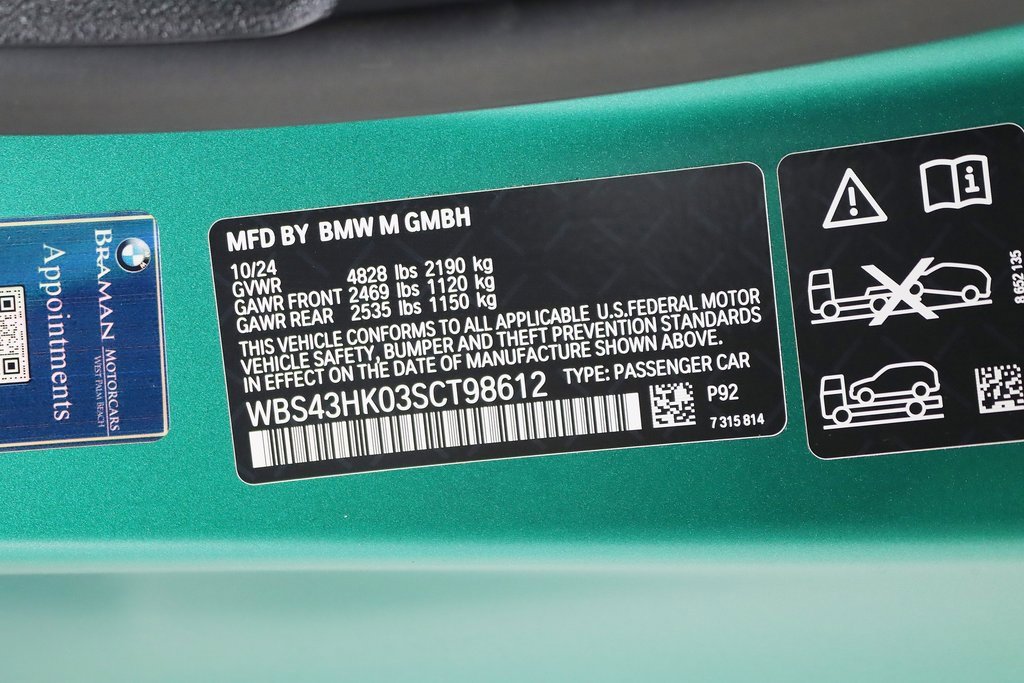 BRAMAN MOTORCARS
WEST PALM BEACH
Appointments
MFD BY BMW M GMBH
10/24
GVWR 4828 lbs 2190 kg
GAWR FRONT 2469 lbs 1120 kg
GAWR REAR 2535 lbs 1150 kg
THIS VEHICLE CONFORMS TO ALL APPLICABLE U.S.FEDERAL MOTOR
VEHICLE SAFETY, BUMPER AND THEFT PREVENTION STANDARDS
IN EFFECT ON THE DATE OF MANUFACTURE SHOWN ABOVE.
WBS43HK03SCT98612 TYPE: PASSENGER CAR
P92
7 315 814
8 652 135